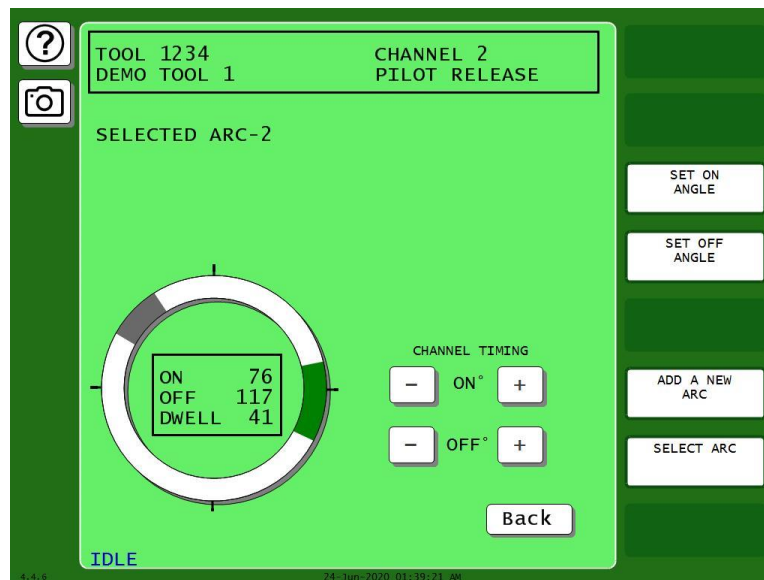 ?
TOOL 1234
DEMO TOOL 1
CHANNEL 2
PILOT RELEASE
SELECTED ARC-2
SET ON
ANGLE
SET OFF
ANGLE
ON 76
OFF 117
DWELL 41
CHANNEL TIMING
- ON° +
- OFF° +
ADD A NEW
ARC
SELECT ARC
Back
IDLE
4.4.6
24-Jun-2020 01:39:21 AM